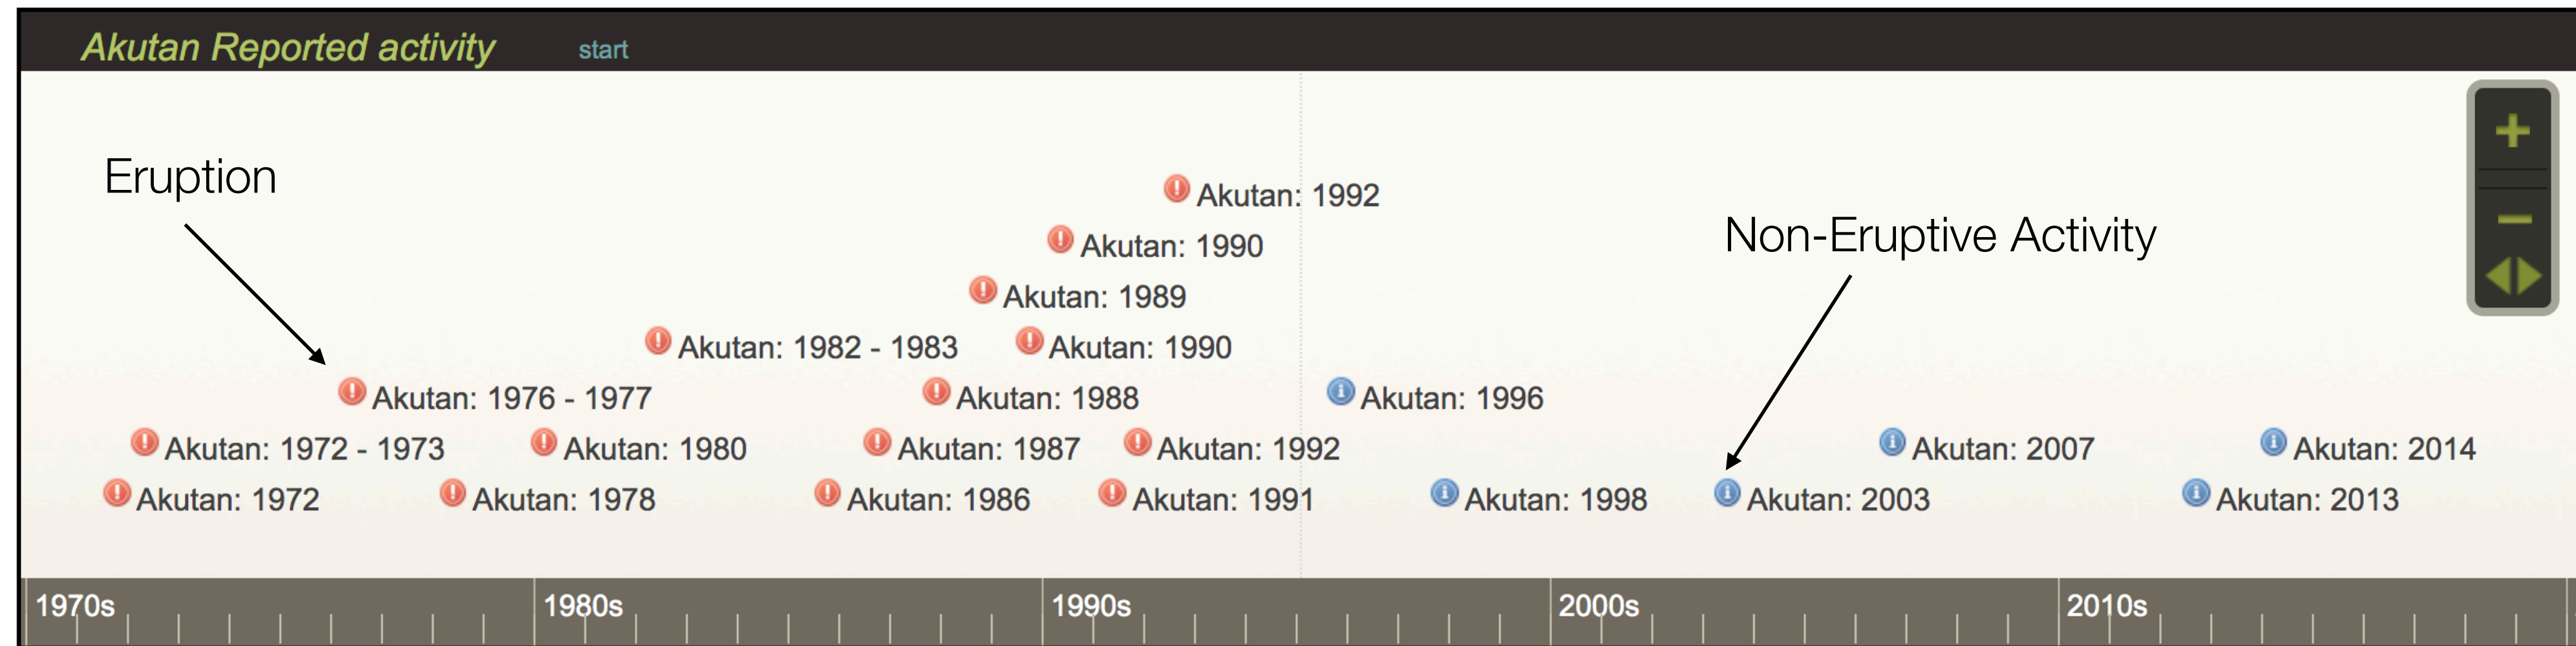 Akutan Reported activity start
Eruption
Akutan: 1992
Non-Eruptive Activity
Akutan: 1990
Akutan: 1989
Akutan: 1982 - 1983 Akutan: 1990
Akutan: 1976 - 1977 Akutan: 1988 Akutan: 1996
Akutan: 1972 - 1973 Akutan: 1980 Akutan: 1987 Akutan: 1992 Akutan: 2007 Akutan: 2014
Akutan: 1972 Akutan: 1978 Akutan: 1986 Akutan: 1991 Akutan: 1998 Akutan: 2003 Akutan: 2013
1970s 1980s 1990s 2000s 2010s